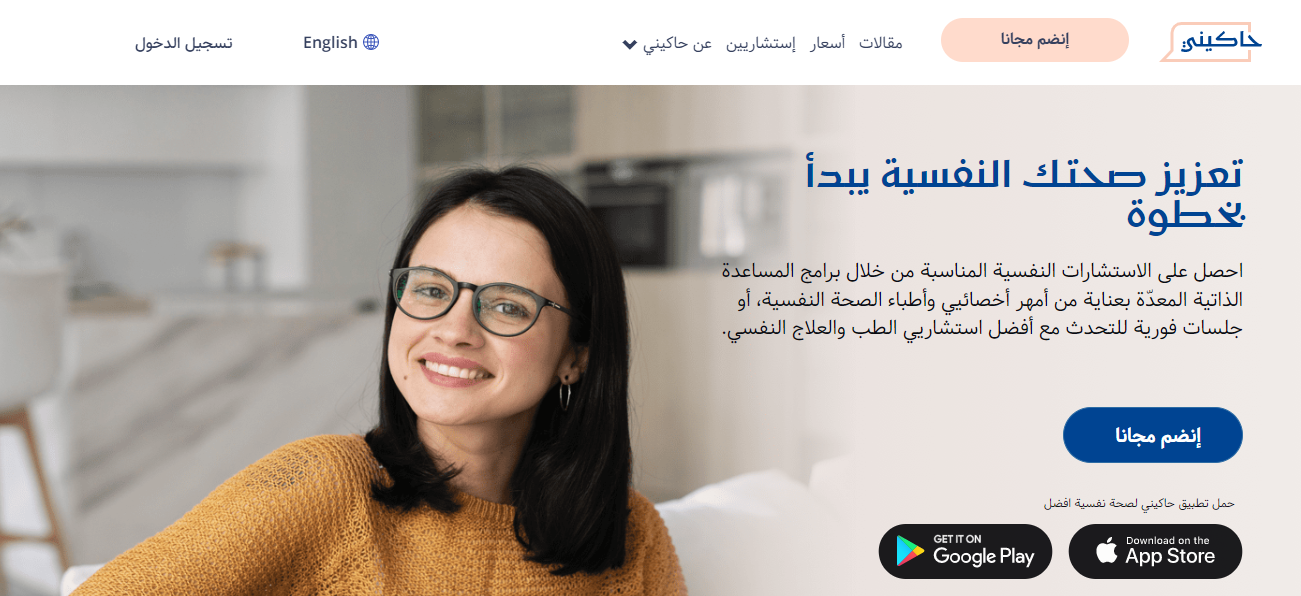 حاكيني
إنضم مجانا
مقالات
أسعار
إستشاريين
عن حاكيني
English
تسجيل الدخول
تعزيز صحتك النفسية يبدأ
بخطوة
احصل على الاستشارات النفسية المناسبة من خلال برامج المساعدة
الذاتية المعدّة بعناية من أمهر أخصائيي وأطباء الصحة النفسية، أو
جلسات فورية للتحدث مع أفضل استشاريي الطب والعلاج النفسي.
إنضم مجانا
حمل تطبيق حاكيني لصحة نفسية افضل
Download on the
App Store
GET IT ON
Google Play